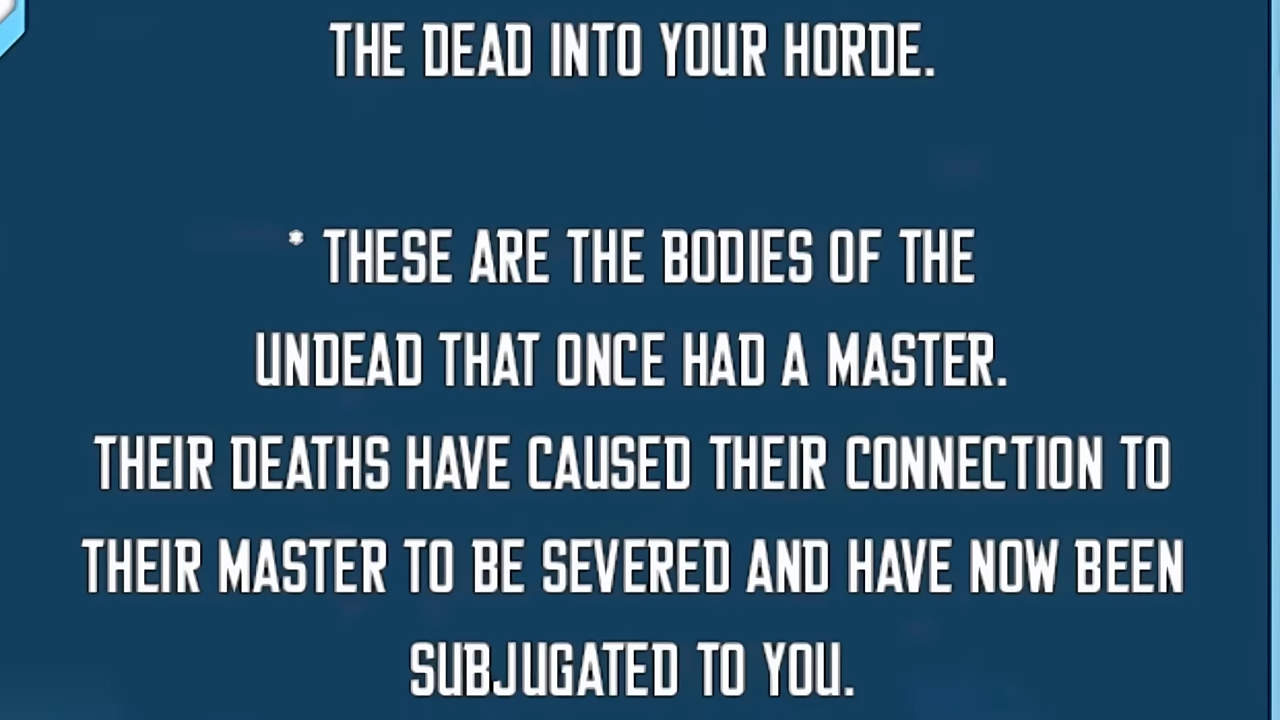 THE DEAD INTO YOUR HORDE.
* THESE ARE THE BODIES OF THE
UNDEAD THAT ONCE HAD A MASTER.
THEIR DEATHS HAVE CAUSED THEIR CONNECTION TO
THEIR MASTER TO BE SEVERED AND HAVE NOW BEEN
SUBJUGATED TO YOU.